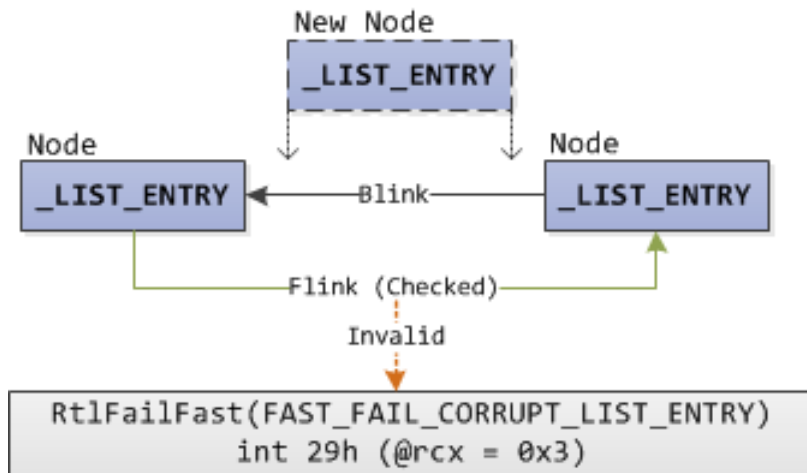 New Node
_LIST_ENTRY
Node
Node
_LIST_ENTRY
Blink
_LIST_ENTRY
Flink (Checked)
Invalid
RtlFailFast(FAST_FAIL_CORRUPT_LIST_ENTRY)
int 29h (@rcx = 0x3)